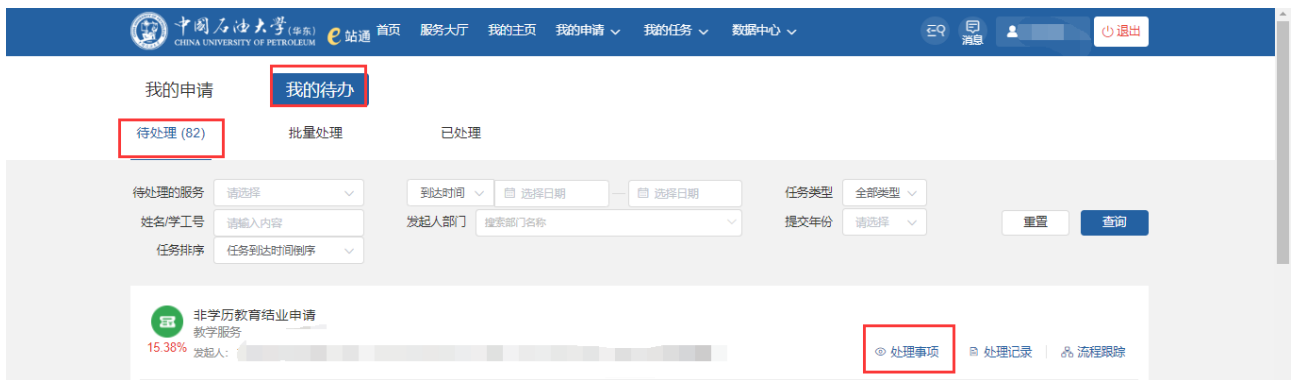 中国石油大学(华东) e站通 首页 服务大厅 我的主页 我的申请 我的任务 数据中心 消息 退出
CHINA UNIVERSITY OF PETROLEUM
我的申请 我的待办
待处理 (82) 批量处理 已处理
待处理的服务 请选择 到达时间 选择日期 — 选择日期 任务类型 全部类型
姓名/学工号 请输入内容 发起人部门 搜索部门名称 提交年份 请选择 重置 查询
任务排序 任务到达时间倒序
非学历教育结业申请
教学服务
15.38% 发起人: 处理事项 处理记录 流程跟踪